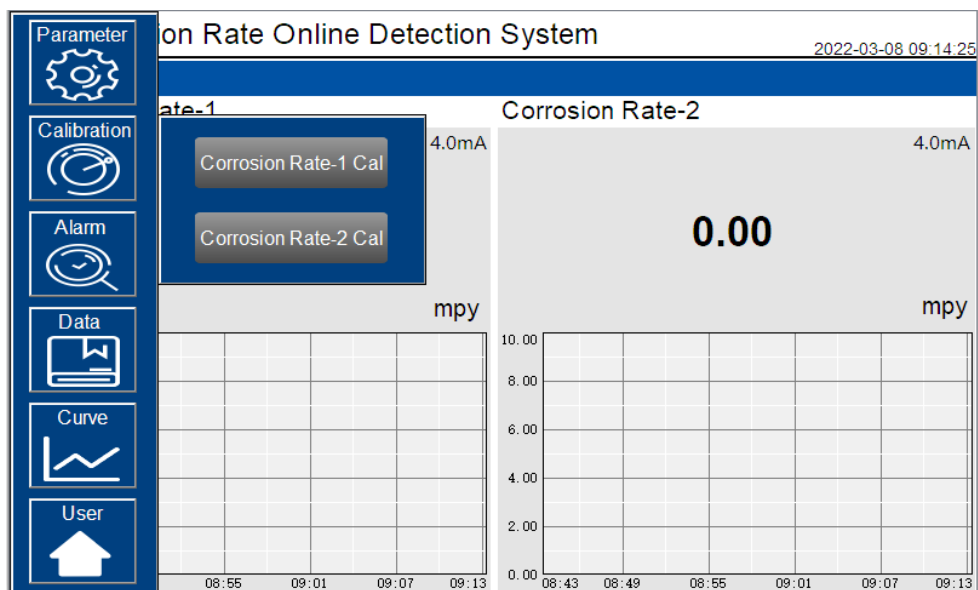 Parameter
Calibration
Alarm
Data
Curve
User
ion Rate Online Detection System
2022-03-08 09:14:25
ate-1
Corrosion Rate-1 Cal
Corrosion Rate-2 Cal
4.0mA
mpy
08:55 09:01 09:07 09:13
Corrosion Rate-2
4.0mA
0.00
mpy
10.00
8.00
6.00
4.00
2.00
0.00
08:43 08:49 08:55 09:01 09:07 09:13